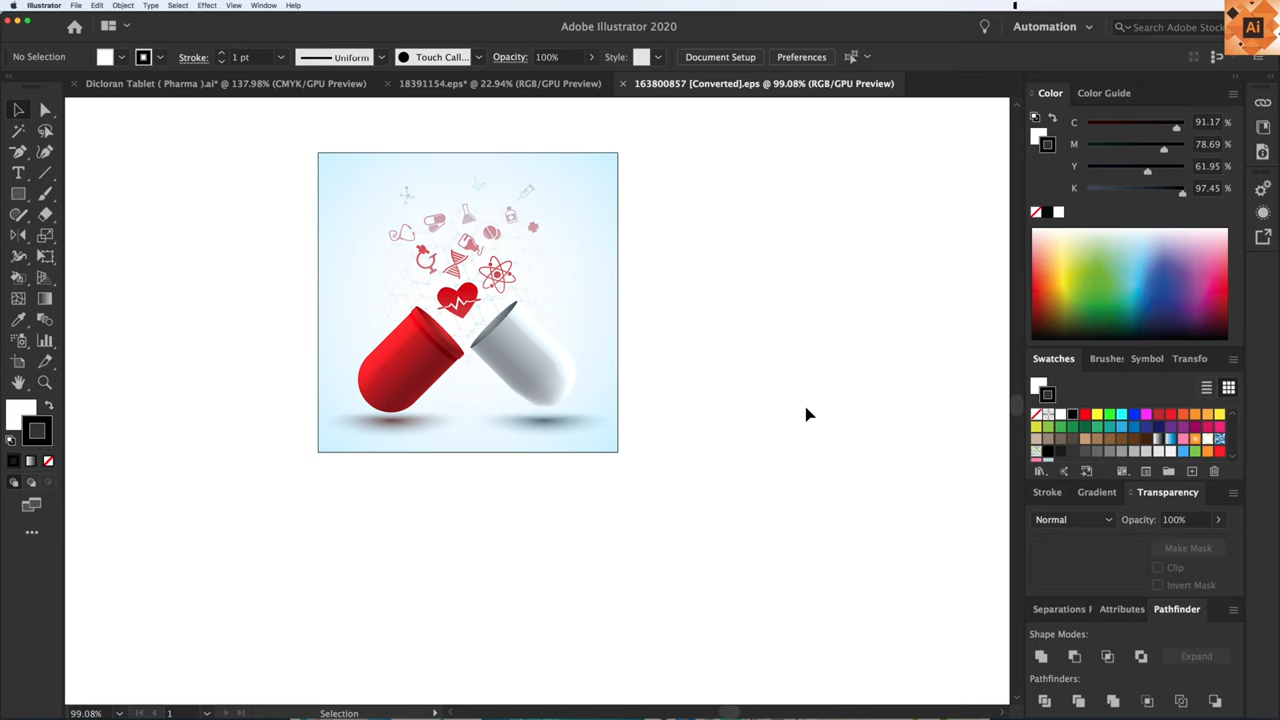 Illustrator File Edit Object Type Select Effect View Window Help
Adobe Illustrator 2020
Automation
Search Adobe Stock
Ai
No Selection
Stroke: 1 pt
Uniform
Touch Call...
Opacity: 100%
Style:
Document Setup
Preferences
Dicloran Tablet ( Pharma ).ai* @ 137.98% (CMYK/GPU Preview)
18391154.eps* @ 22.94% (RGB/GPU Preview)
163800857 [Converted].eps @ 99.08% (RGB/GPU Preview)
Color Color Guide
C 91.17 %
M 78.69 %
Y 61.95 %
K 97.45 %
Swatches Brushe: Symbol Transfo
Stroke Gradient Transparency
Normal Opacity: 100%
Make Mask
Clip
Invert Mask
Separations F Attributes Pathfinder
Shape Modes:
Expand
Pathfinders:
99.08% 1 Selection